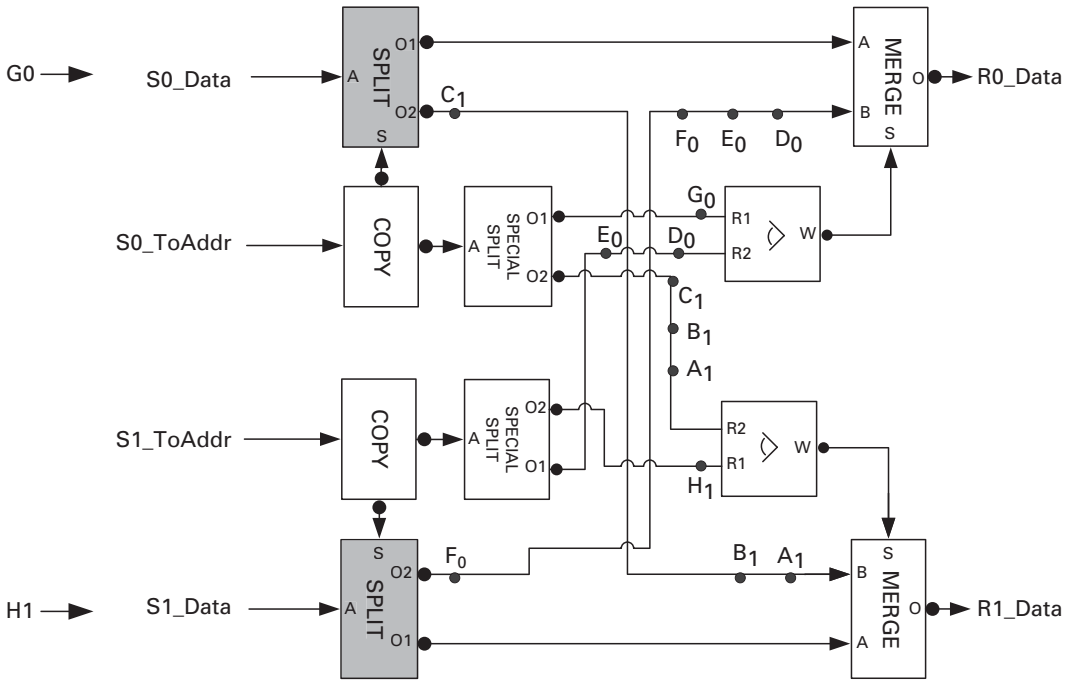 G0
S0_Data
A
SPLIT
O1
O2
S
C1
F0
E0
D0
A
B
MERGE
S
O
R0_Data
S0_ToAddr
COPY
A
SPECIAL SPLIT
O1
O2
G0
E0
D0
R1
R2
W
C1
B1
A1
S1_ToAddr
COPY
A
SPECIAL SPLIT
O2
O1
H1
R2
R1
W
H1
S1_Data
S
A
SPLIT
O2
O1
F0
B1
A1
S
B
A
MERGE
O
R1_Data